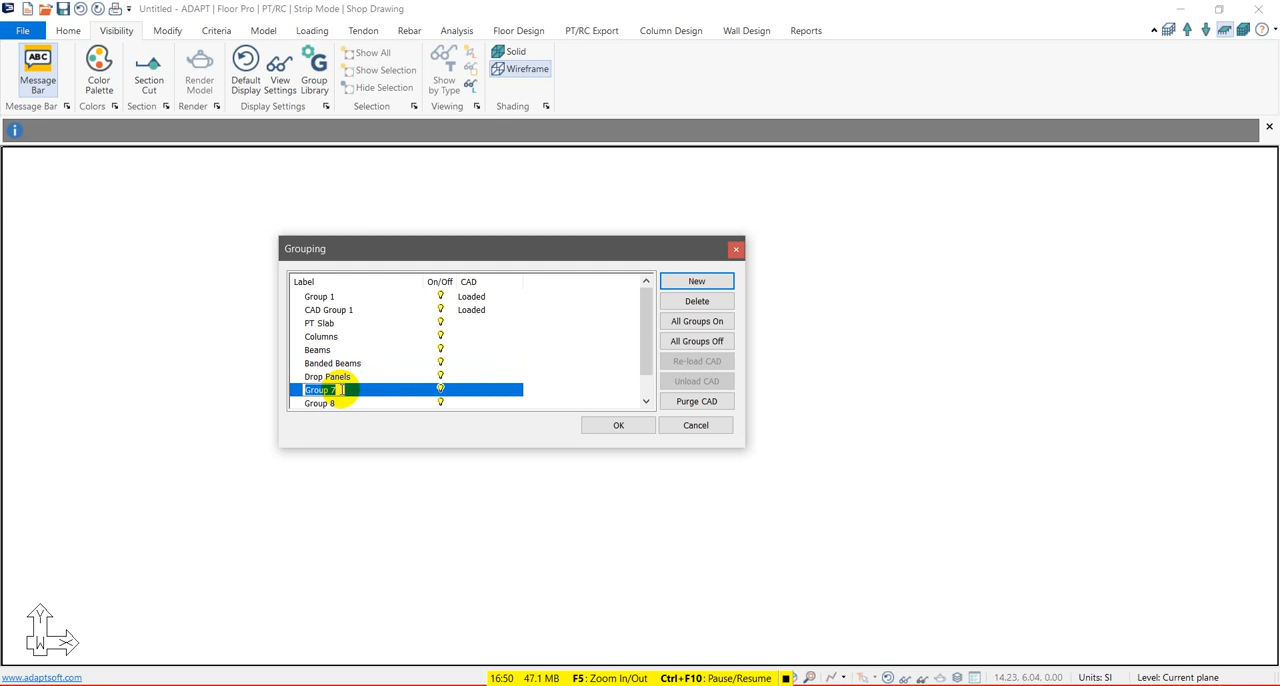 Untitled - ADAPT | Floor Pro | PT/RC | Strip Mode | Shop Drawing
File Home Visibility Modify Criteria Model Loading Tendon Rebar Analysis Floor Design PT/RC Export Column Design Wall Design Reports
ABC
Message Bar
Color Palette
Section Cut
Render Model
Default Display
View Settings
Group Library
Show All
Show Selection
Hide Selection
Show by Type
Solid
Wireframe
Message Bar Colors Section Render Display Settings Selection Viewing Shading
Grouping
Label On/Off CAD
Group 1 Loaded
CAD Group 1 Loaded
PT Slab
Columns
Beams
Banded Beams
Drop Panels
Group 7
Group 8
New
Delete
All Groups On
All Groups Off
Re-load CAD
Unload CAD
Purge CAD
OK Cancel
Y
W X
www.adaptsoft.com 16:50 47.1 MB F5: Zoom In/Out Ctrl+F10: Pause/Resume 14.23, 6.04, 0.00 Units: SI Level: Current plane